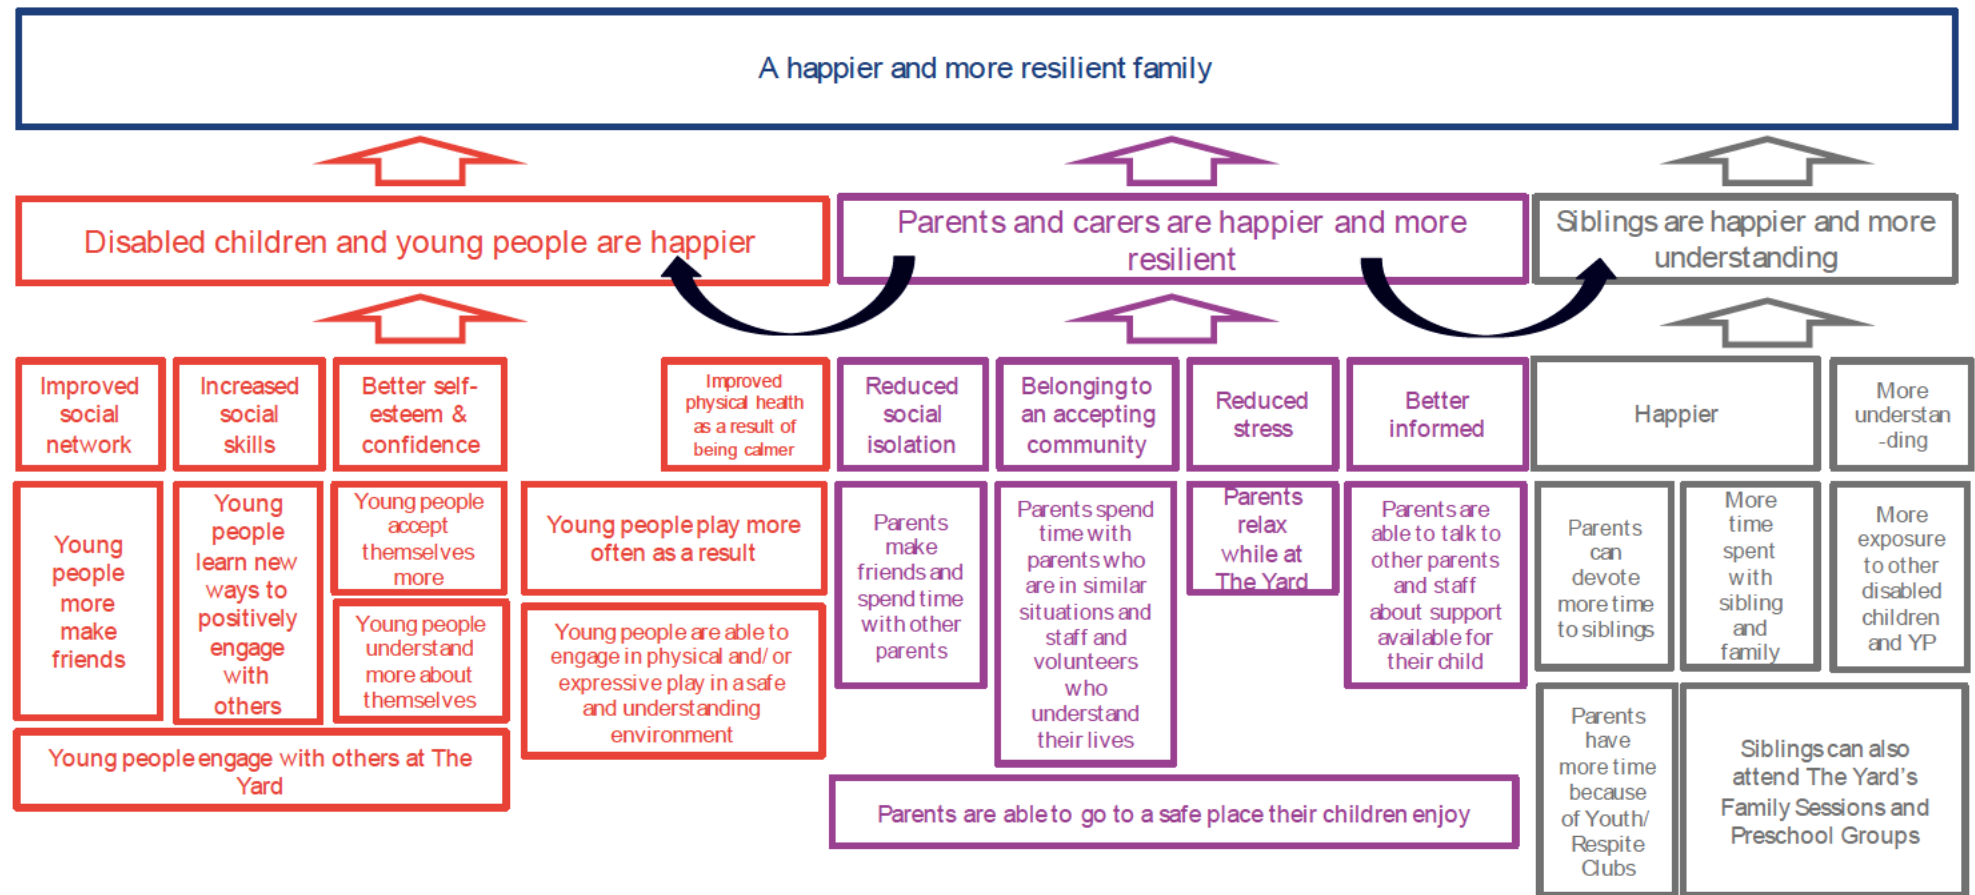 A happier and more resilient family
Disabled children and young people are happier
Parents and carers are happier and more
resilient
Siblings are happier and more
understanding
Improved
social
network
Increased
social
skills
Better self-
esteem &
confidence
Improved
physical health
as a result of
being calmer
Reduced
social
isolation
Belonging to
an accepting
community
Reduced
stress
Better
informed
Happier
More
understan
-ding
Young
people
more
make
friends
Young
people
learn new
ways to
positively
engage
with
others
Young people
accept
themselves
more
Young people
understand
more about
themselves
Young people play more
often as a result
Young people are able to
engage in physical and/ or
expressive play in a safe
and understanding
environment
Young people engage with others at The
Yard
Parents
make
friends and
spend time
with other
parents
Parents spend
time with
parents who
are in similar
situations and
staff and
volunteers
who
understand
their lives
Parents
relax
while at
The Yard
Parents are
able to talk to
other parents
and staff
about support
available for
their child
Parents are able to go to a safe place their children enjoy
Parents
can
devote
more time
to siblings
More
time
spent
with
sibling
and
family
More
exposure
to other
disabled
children
and YP
Parents
have
more time
because
of Youth/
Respite
Clubs
Siblings can also
attend The Yard's
Family Sessions and
Preschool Groups